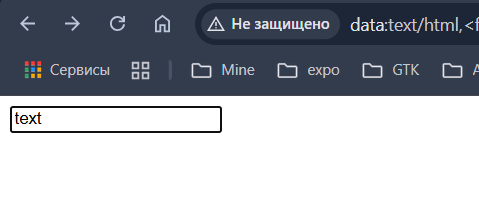 Не защищено data:text/html,<f
Сервисы Mine expo GTK
text